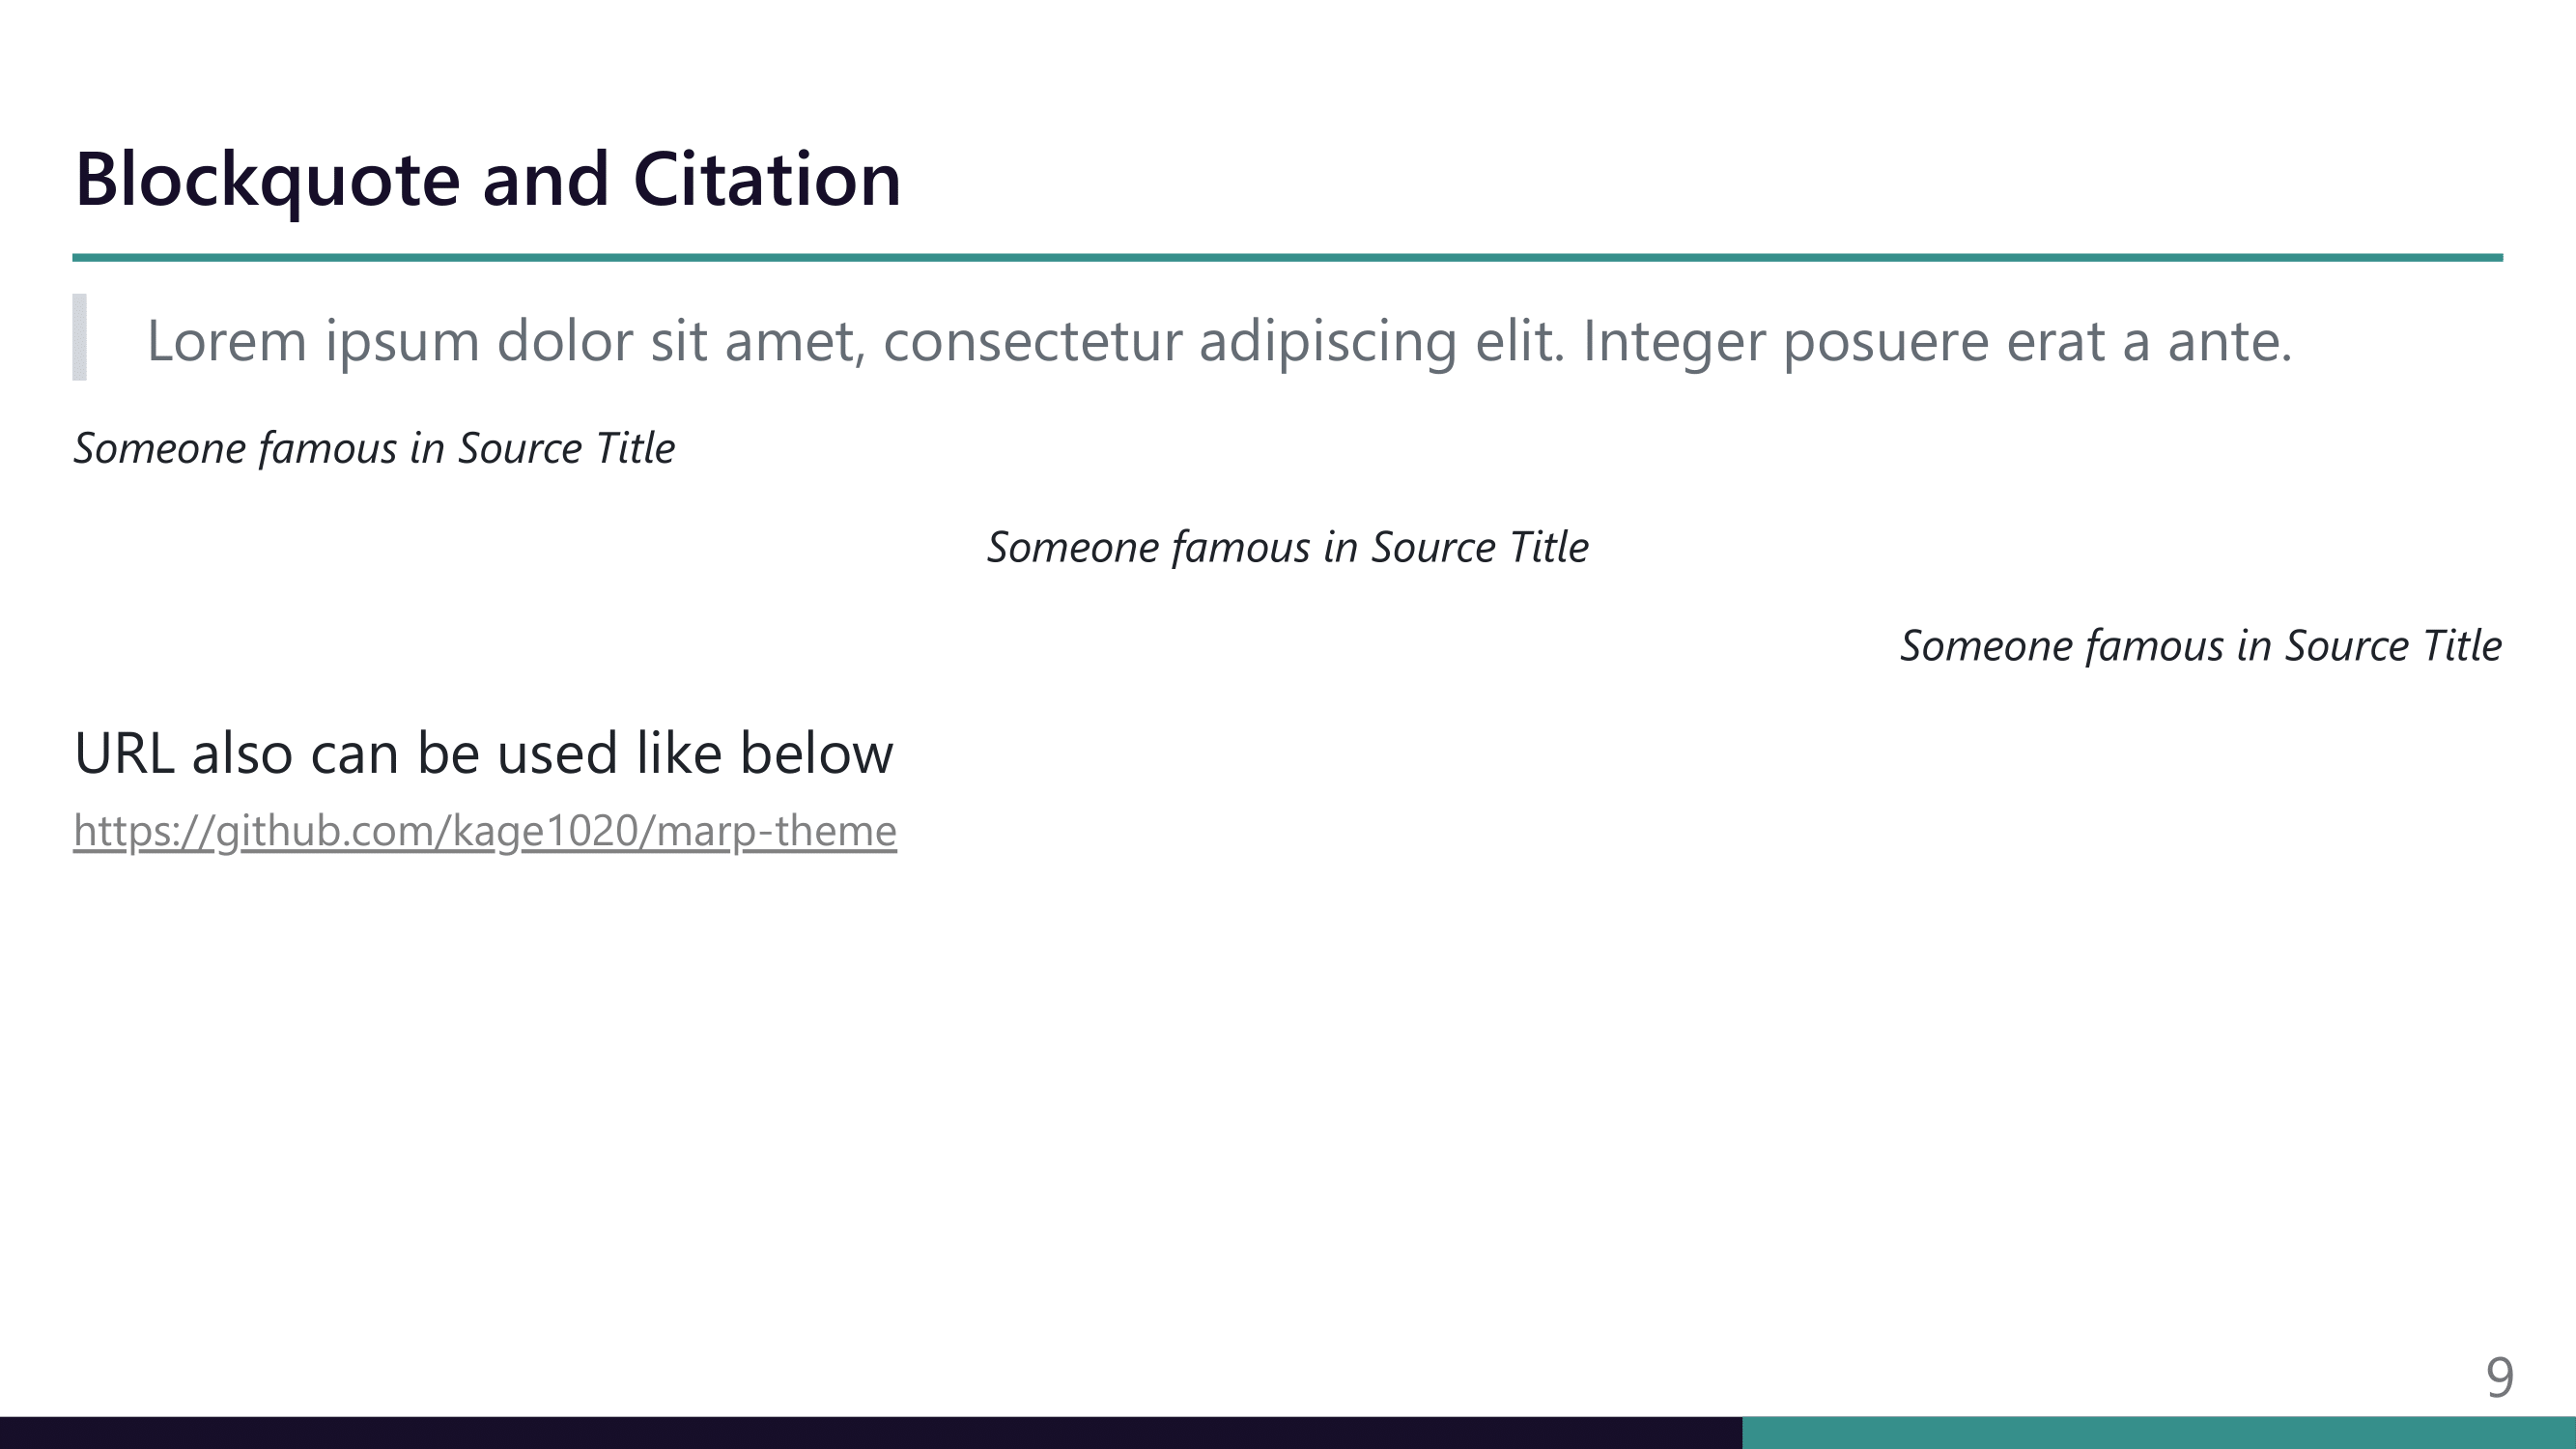 Blockquote and Citation
Lorem ipsum dolor sit amet, consectetur adipiscing elit. Integer posuere erat a ante.
Someone famous in Source Title
Someone famous in Source Title
Someone famous in Source Title
URL also can be used like below
https://github.com/kage1020/marp-theme
9